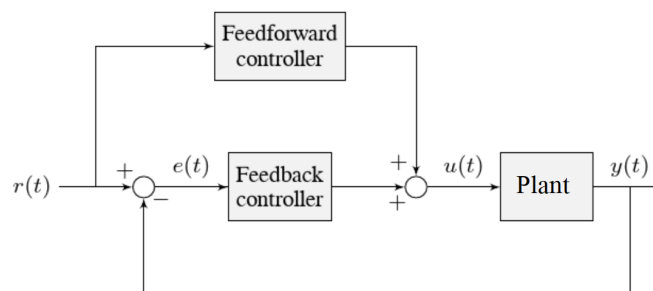 Feedforward
controller
+
e(t)
+
u(t)
y(t)
r(t)
−
Feedback
controller
+
Plant